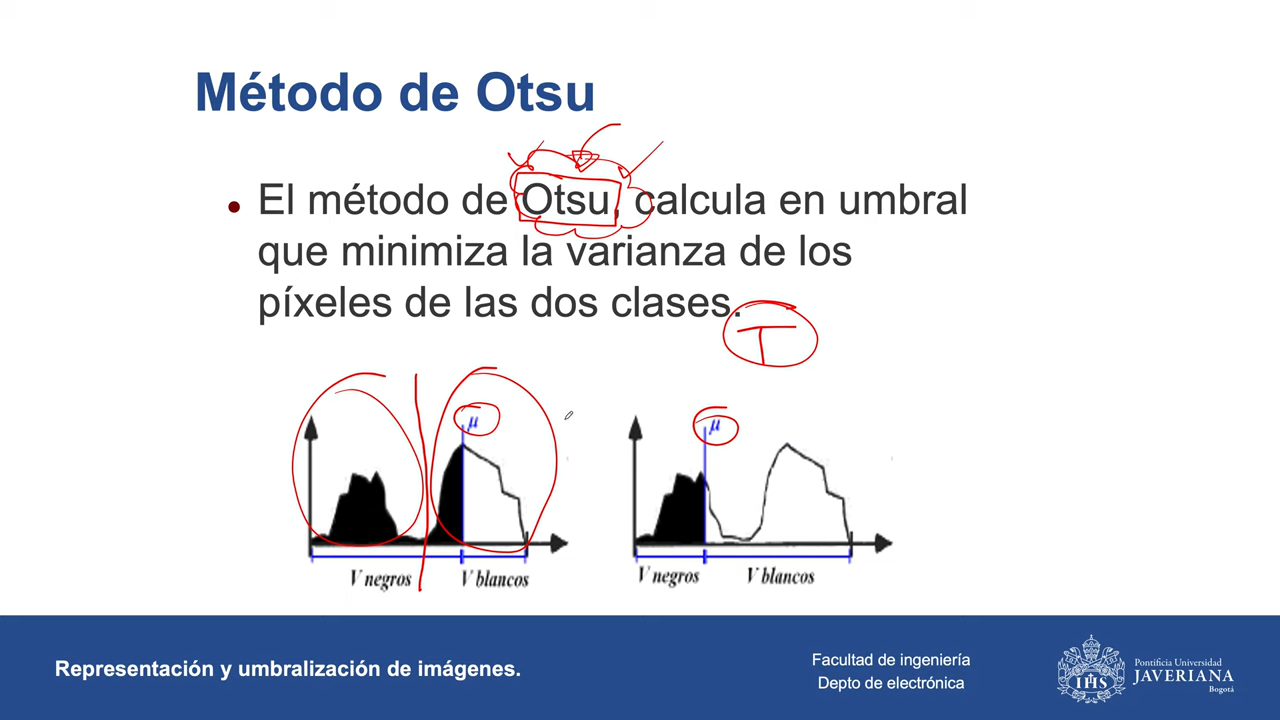 Método de Otsu
El método de Otsu, calcula en umbral
que minimiza la varianza de los
píxeles de las dos clases.
T
μ
μ
V negros
V blancos
V negros
V blancos
Representación y umbralización de imágenes.
Facultad de ingeniería
Depto de electrónica
IHS
Pontificia Universidad
JAVERIANA
Bogotá